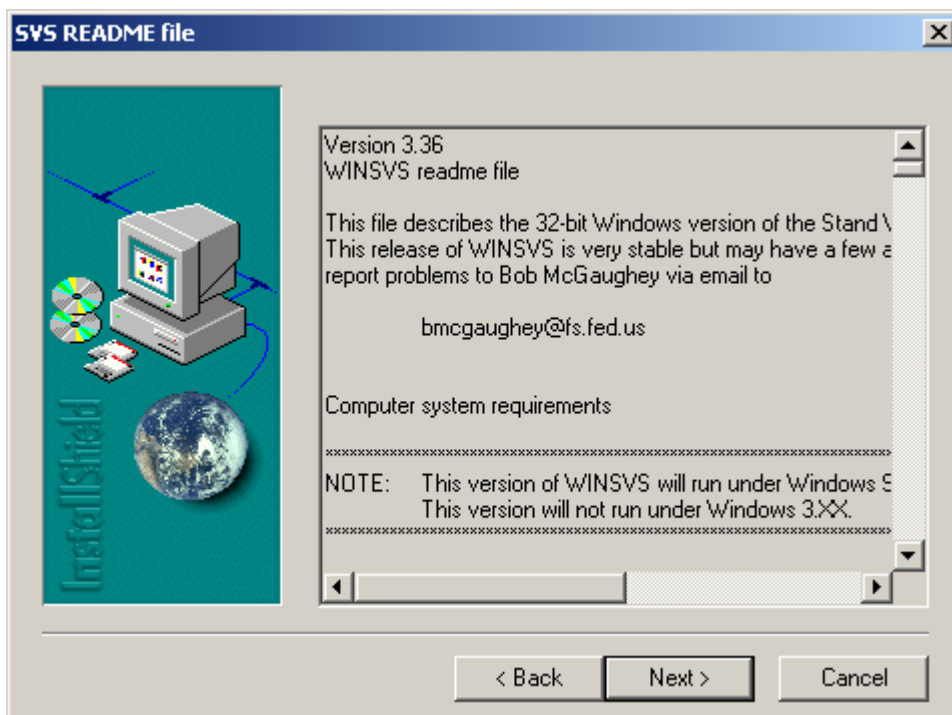 SVS README file
Version 3.36
WINSVS readme file
This file describes the 32-bit Windows version of the Stand
This release of WINSVS is very stable but may have a few a
report problems to Bob McGaughey via email to
bmcgaughey@fs.fed.us
Computer system requirements
******************************************************************************
NOTE: This version of WINSVS will run under Windows
This version will not run under Windows 3.XX.
******************************************************************************
InstallShield
< Back Next > Cancel